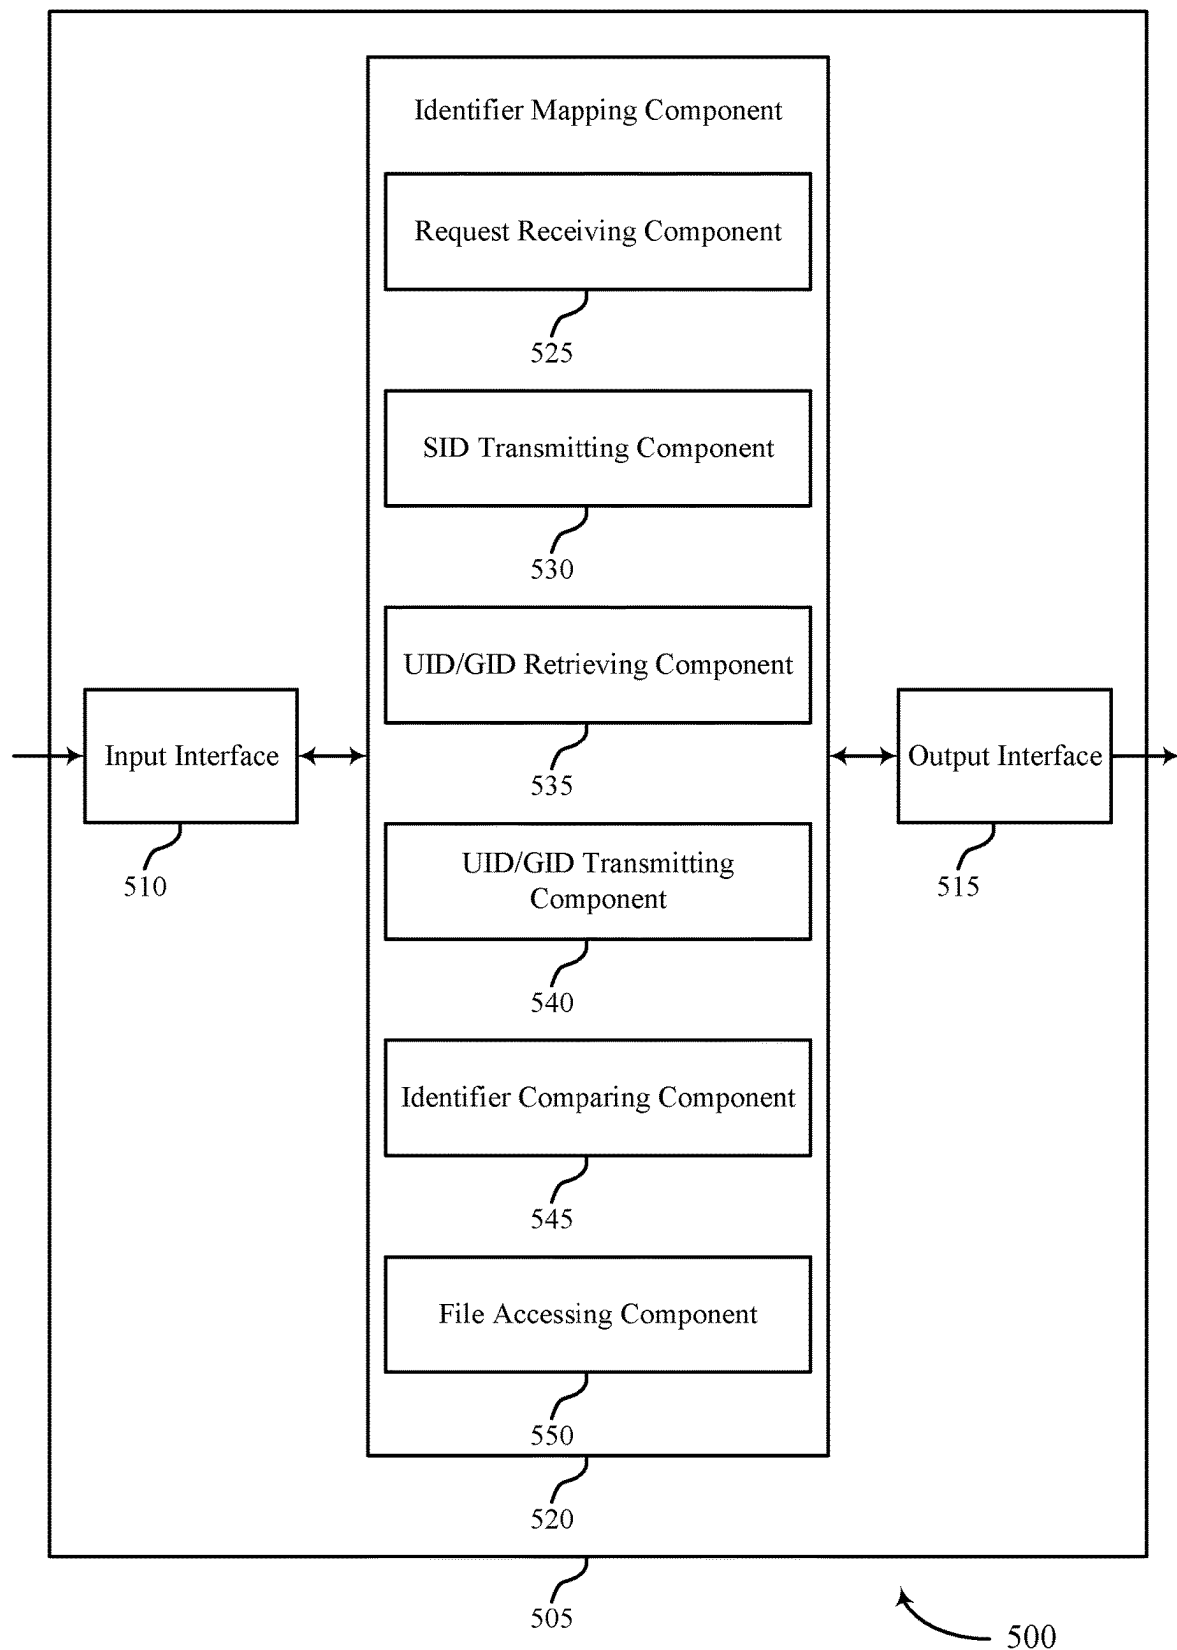 Identifier Mapping Component
Request Receiving Component
525
SID Transmitting Component
530
UID/GID Retrieving Component
535
Input Interface
510
Output Interface
515
UID/GID Transmitting
Component
540
Identifier Comparing Component
545
File Accessing Component
550
520
505
500